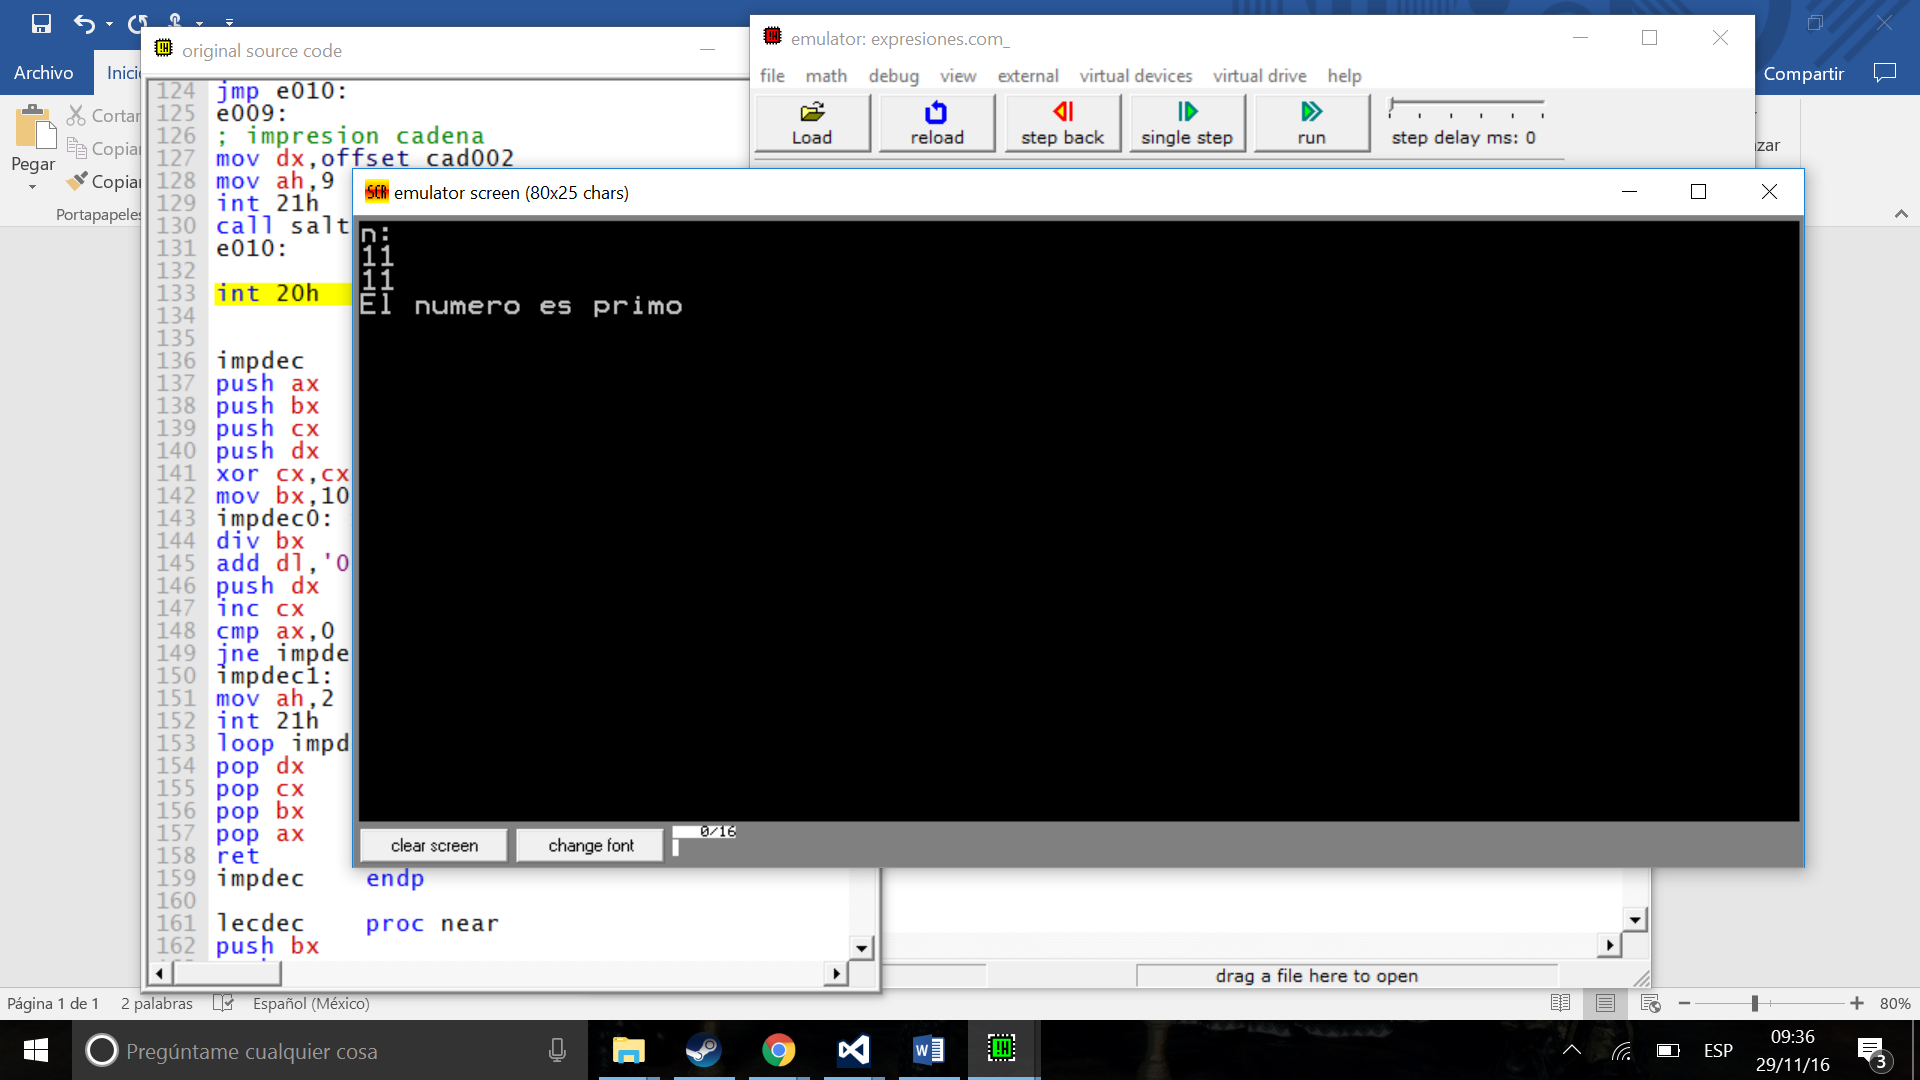 Archivo
Inici
Compartir
Pegar
Cortar
Copiar
Copiar
Portapapeles
zar
original source code
124 jmp e010:
125 e009:
126 ; impresion cadena
127 mov dx,offset cad002
128 mov ah,9
129 int 21h
130 call salt
131 e010:
132
133 int 20h
134
135
136 impdec
137 push ax
138 push bx
139 push cx
140 push dx
141 xor cx,cx
142 mov bx,10
143 impdec0:
144 div bx
145 add dl,'0
146 push dx
147 inc cx
148 cmp ax,0
149 jne impde
150 impdec1:
151 mov ah,2
152 int 21h
153 loop impd
154 pop dx
155 pop cx
156 pop bx
157 pop ax
158 ret
159 impdec endp
160
161 lecdec proc near
162 push bx
emulator: expresiones.com_
file math debug view external virtual devices virtual drive help
Load reload step back single step run step delay ms: 0
SCR emulator screen (80x25 chars)
n:
11
11
El numero es primo
clear screen change font 0/16
drag a file here to open
Página 1 de 1 2 palabras Español (México) 80%
Pregúntame cualquier cosa
ESP
09:36
29/11/16
3